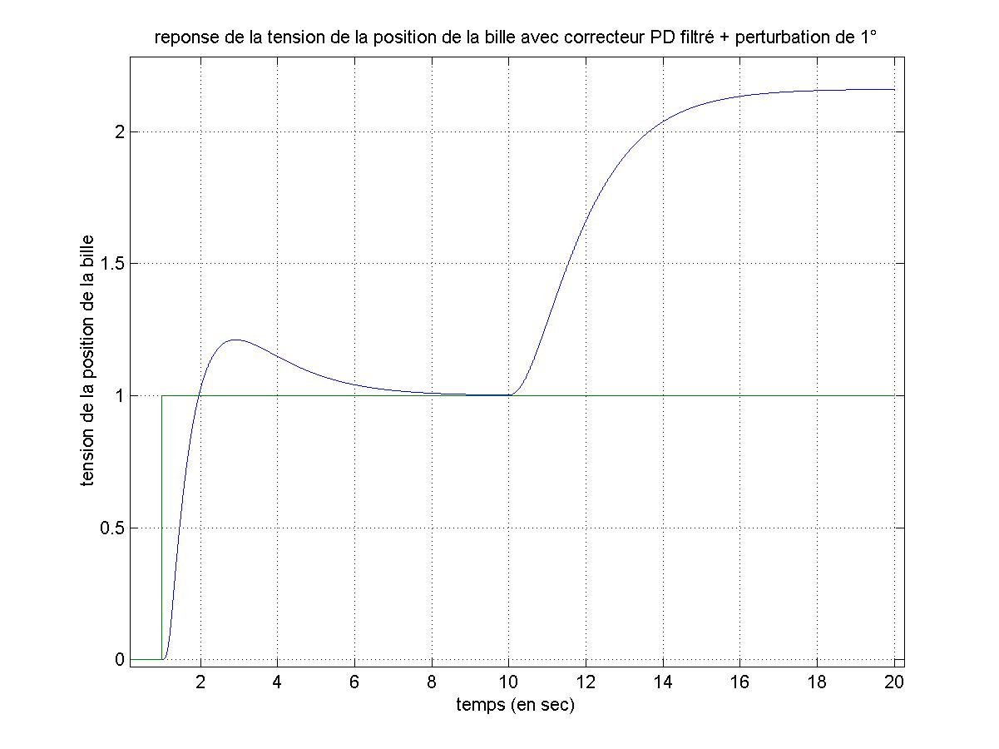 reponse de la tension de la position de la bille avec correcteur PD filtré + perturbation de 1°
tension de la position de la bille
2
1.5
1
0.5
0
2 4 6 8 10 12 14 16 18 20
temps (en sec)